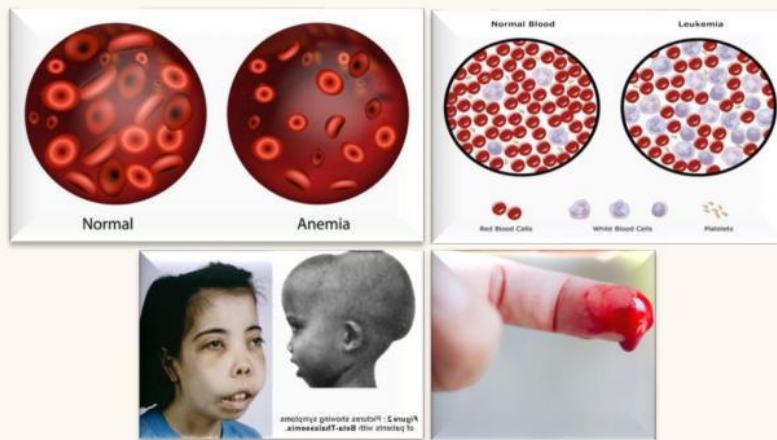 Normal
Anemia
Normal Blood
Leukemia
Red Blood Cells
White Blood Cells
Platelets
Figure 2 : Pictures showing symptoms
of patients with Beta-Thalassemia.